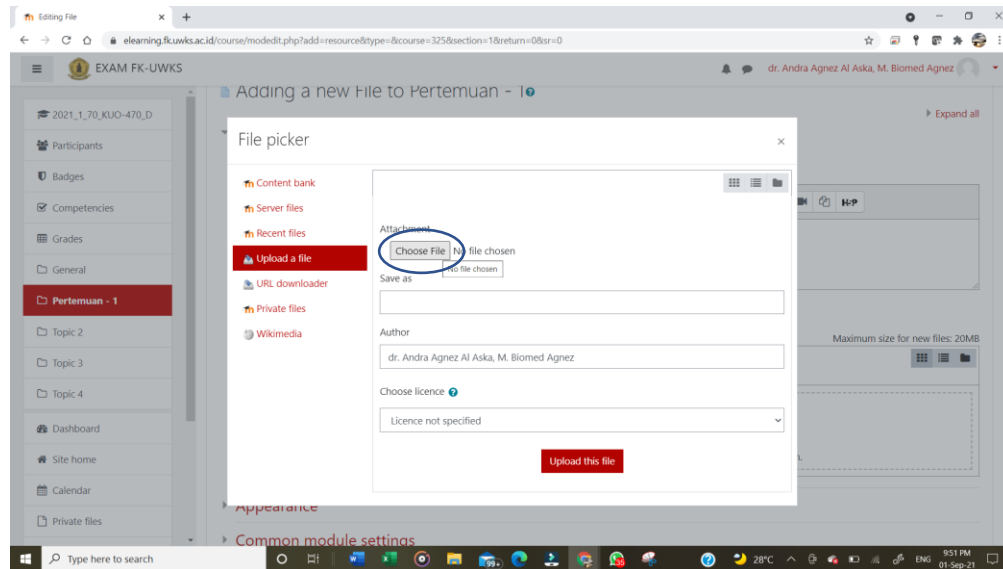 Editing File
elearning.fk.uwks.ac.id/course/modedit.php?add=resource&type=&course=325&section=1&return=0&sr=0
EXAM FK-UWKS
dr. Andra Agnez Al Aska, M. Biomed Agnez
Adding a new File to Pertemuan - 1
Expand all
2021_1_70_KUO-470_D
Participants
Badges
Competencies
Grades
General
Pertemuan - 1
Topic 2
Topic 3
Topic 4
Dashboard
Site home
Calendar
Private files
File picker
Content bank
Server files
Recent files
Upload a file
URL downloader
Private files
Wikimedia
Attachment
Choose File No file chosen
No file chosen
Save as
Author
dr. Andra Agnez Al Aska, M. Biomed Agnez
Choose licence
Licence not specified
Upload this file
H5P
Maximum size for new files: 20MB
Appearance
Common module settings
Type here to search
99+
28°C
ENG
9:51 PM
01-Sep-21